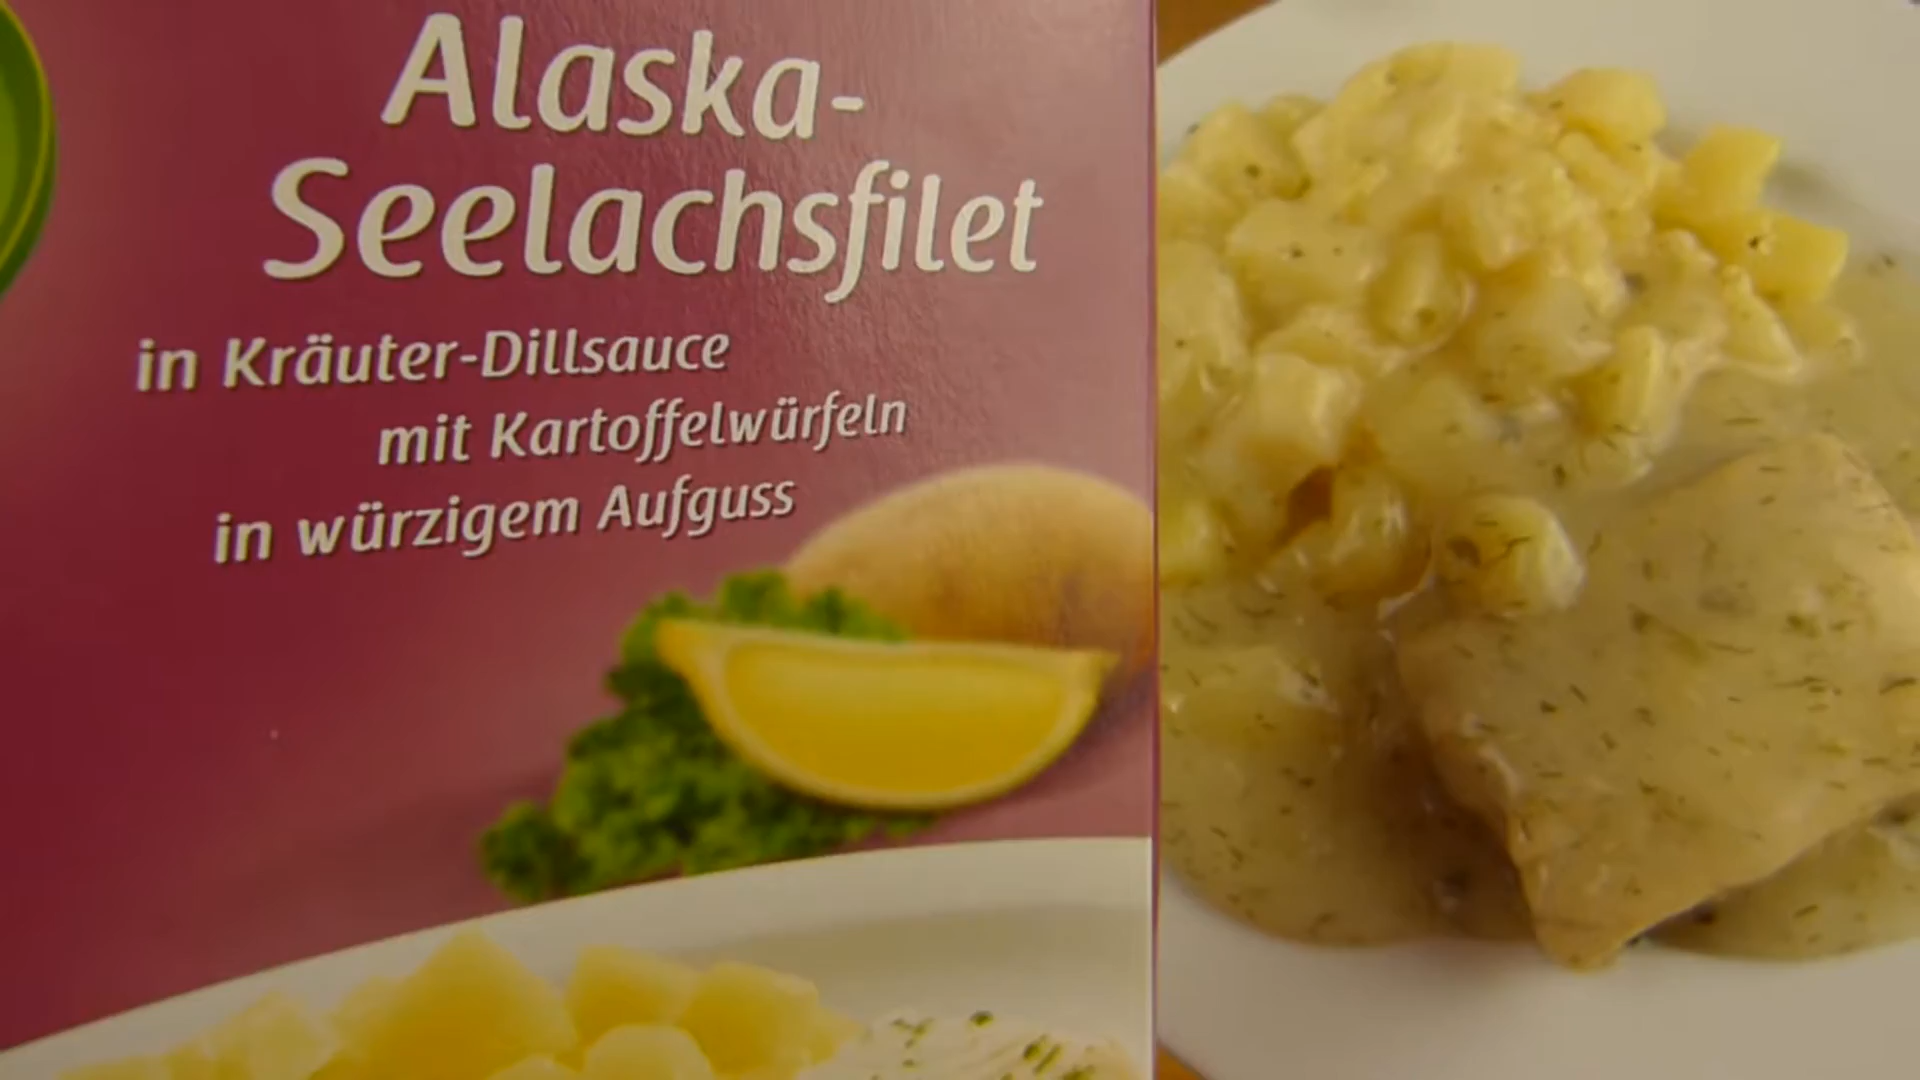 Alaska-
Seelachsfilet
in Kräuter-Dillsauce
mit Kartoffelwürfeln
in würzigem Aufguss